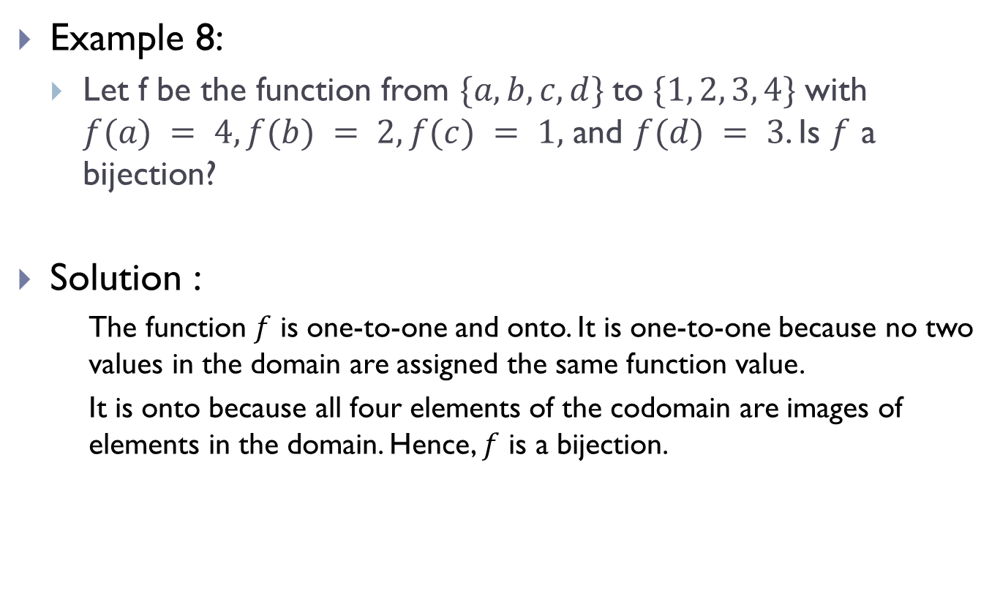 Example 8:
Let f be the function from {a, b, c, d} to {1, 2, 3, 4} with
f(a) = 4, f(b) = 2, f(c) = 1, and f(d) = 3. Is f a
bijection?
Solution :
The function f is one-to-one and onto. It is one-to-one because no two
values in the domain are assigned the same function value.
It is onto because all four elements of the codomain are images of
elements in the domain. Hence, f is a bijection.